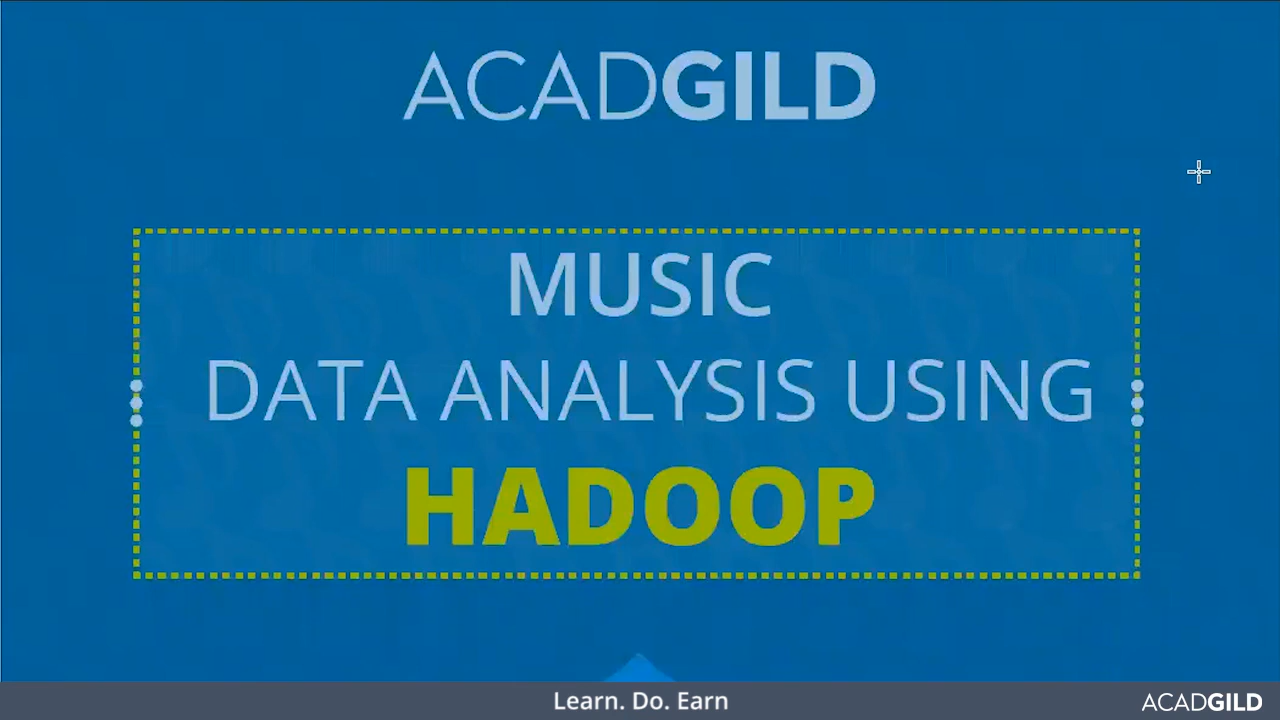 ACADGILD
MUSIC
DATA ANALYSIS USING
HADOOP
Learn. Do. Earn
ACADGILD